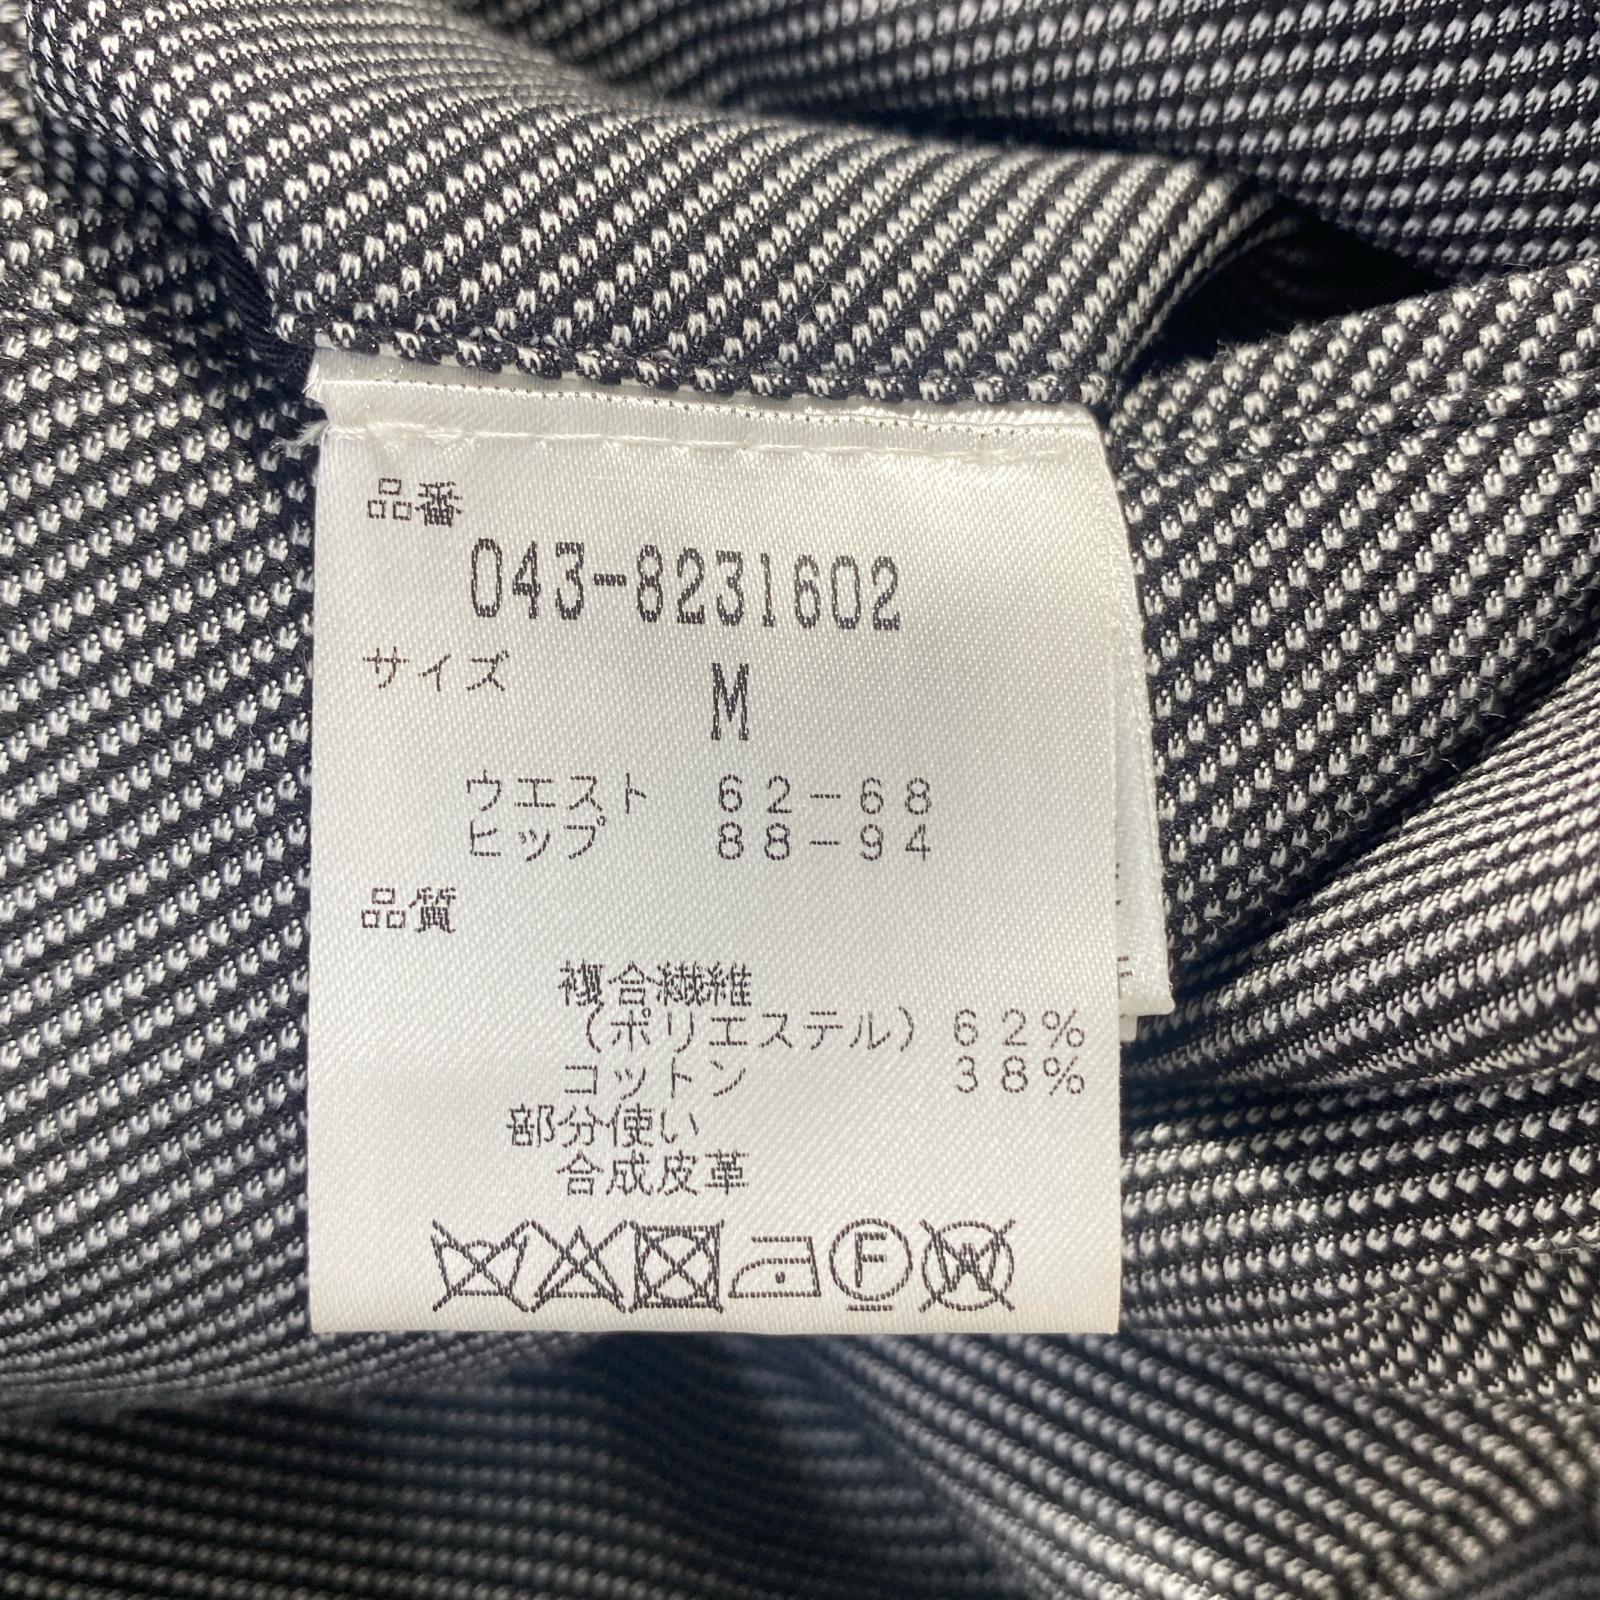 品番
043-8231602
サイズ M
ウエスト 62-68
ヒップ 88-94
品質
複合繊維
(ポリエステル) 62%
コットン 38%
部分使い
合成皮革
F W